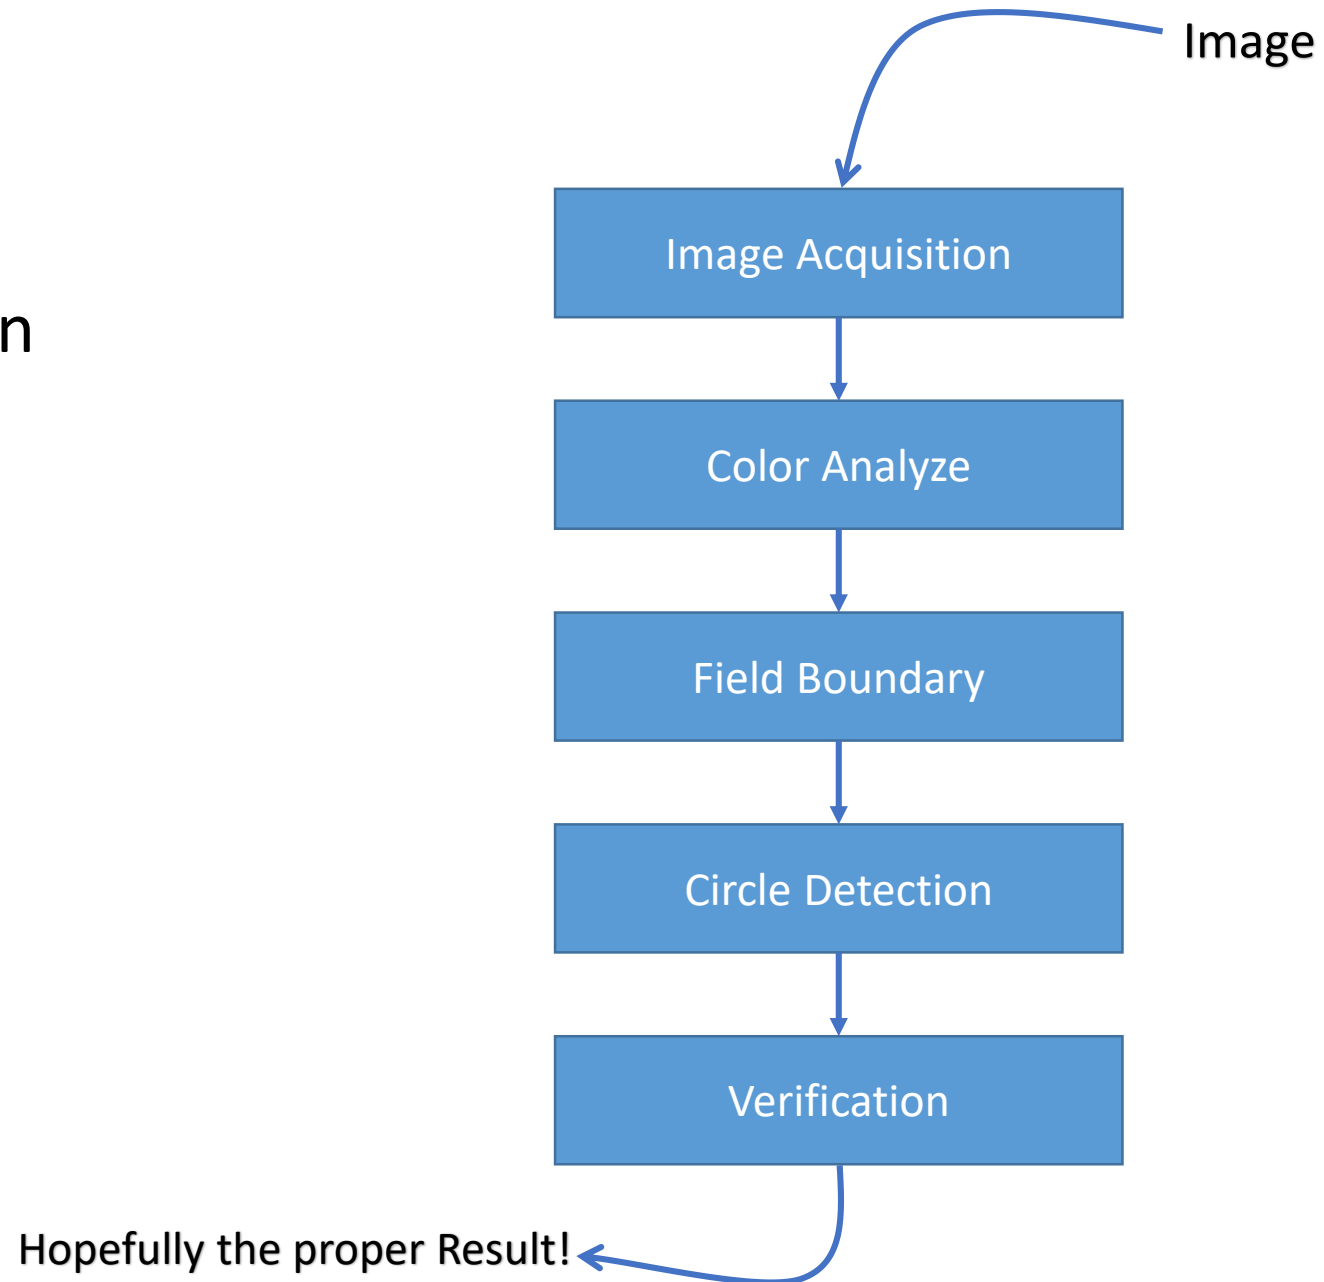 Image
Image Acquisition
n
Color Analyze
Field Boundary
Circle Detection
Verification
Hopefully the proper Result!